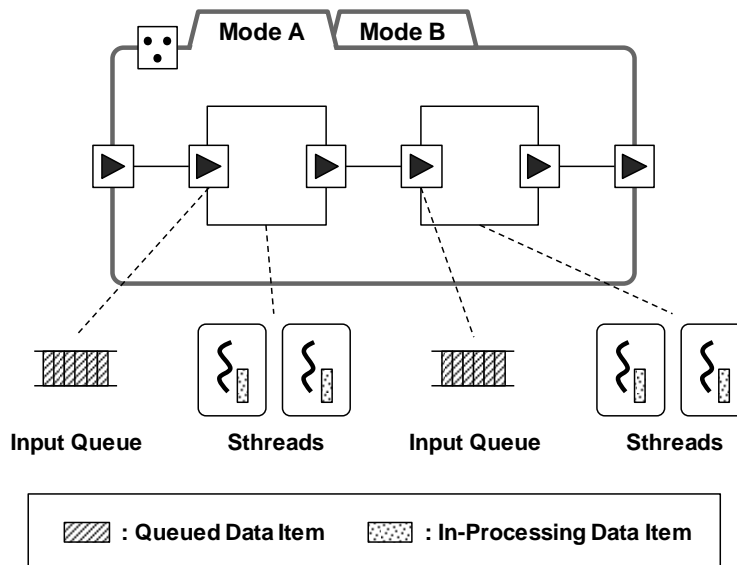 Mode A
Mode B
Input Queue
Sthreads
Input Queue
Sthreads
: Queued Data Item
: In-Processing Data Item